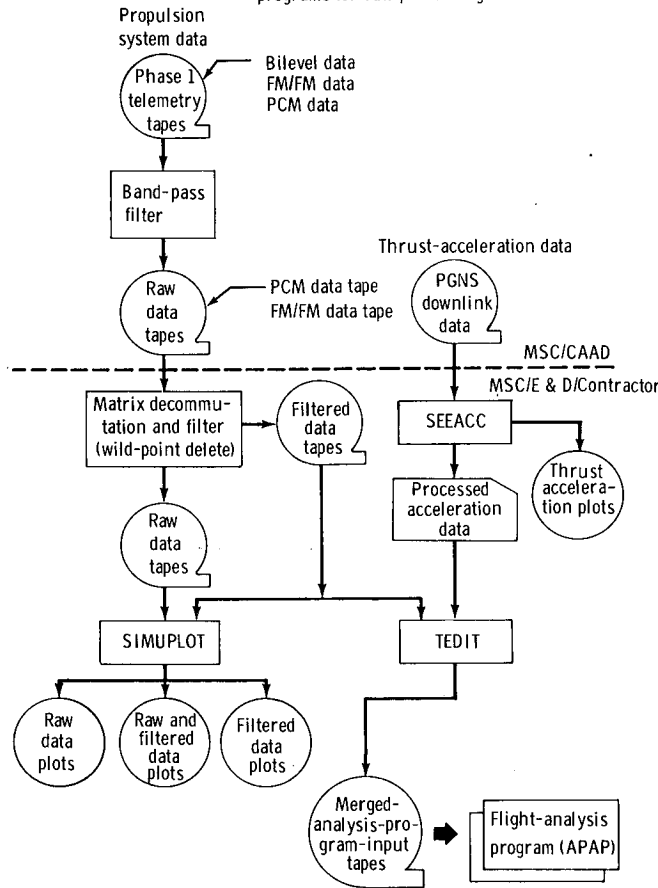 Propulsion
system data
Phase 1
telemetry
tapes
Bilevel data
FM/FM data
PCM data
Band-pass
filter
Raw
data
tapes
PCM data tape
FM/FM data tape
Thrust-acceleration data
PGNS
downlink
data
MSC/CAAD
MSC/E & D/Contractor
Matrix decommu-
tation and filter
(wild-point delete)
Filtered
data
tapes
SEEACC
Thrust
accelera-
tion plots
Processed
acceleration
data
Raw
data
tapes
SIMUPLOT
TEDIT
Raw
data
plots
Raw and
filtered
data
plots
Filtered
data plots
Merged-
analysis-pro-
gram-input
tapes
Flight-analysis
program (APAP)